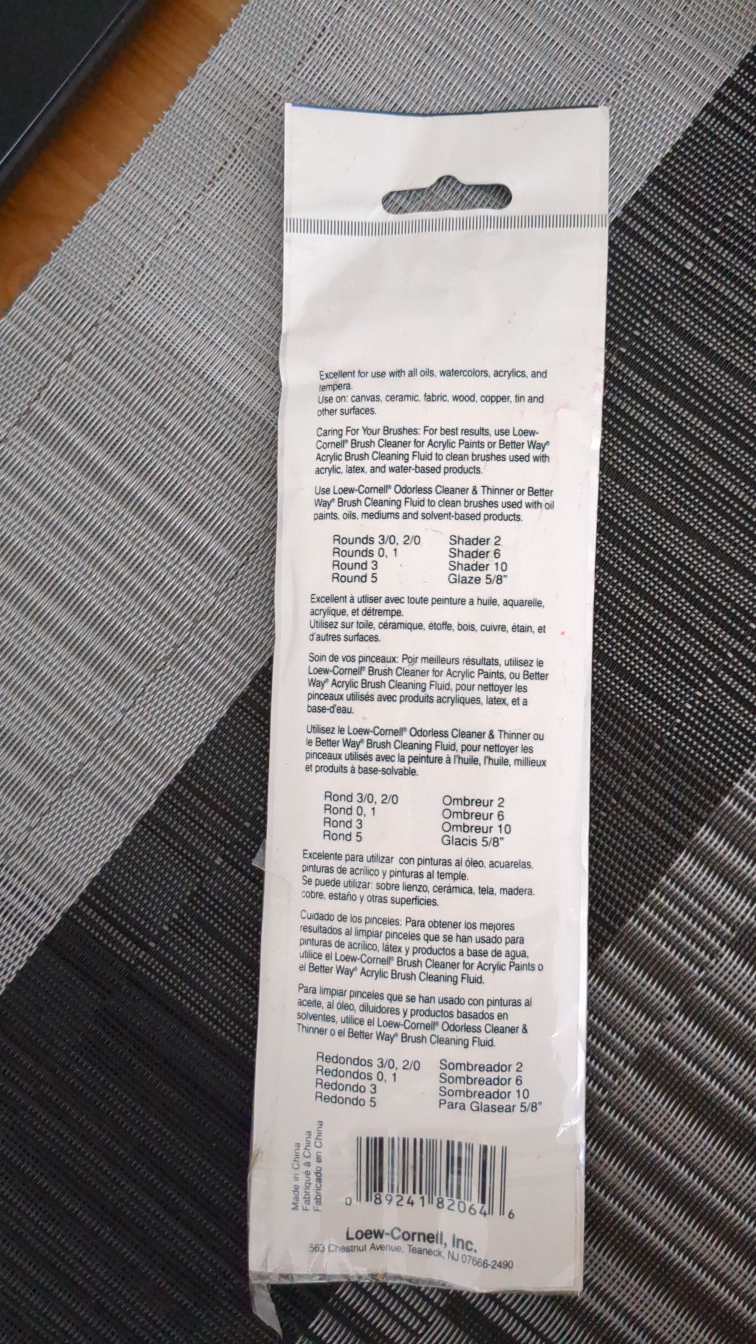 Excellent for use with all oils, watercolors, acrylics, and
tempera.
Use on: canvas, ceramic, fabric, wood, copper, tin and
other surfaces.
Caring For Your Brushes: For best results, use Loew-
Cornell® Brush Cleaner for Acrylic Paints or Better Way®
Acrylic Brush Cleaning Fluid to clean brushes used with
acrylic, latex, and water-based products.
Use Loew-Cornell® Odorless Cleaner & Thinner or Better
Way® Brush Cleaning Fluid to clean brushes used with oil
paints, oils, mediums and solvent-based products.
Rounds 3/0, 2/0 Shader 2
Rounds 0, 1 Shader 6
Round 3 Shader 10
Round 5 Glaze 5/8"
Excellent à utliser avec toute peinture a huile, aquarelle,
acrylique, et détrempe.
Utilisez sur toile, céramique, étoffe, bois, cuivre, étain, et
d'autres surfaces.
Soin de vos pinceaux: Poir meilleurs résultats, utilisez le
Loew-Cornell® Brush Cleaner for Acrylic Paints, ou Better
Way® Acrylic Brush Cleaning Fluid, pour nettoyer les
pinceaux utilisés avec produits acryliques, latex, et a
base-d'eau.
Utilisez le Loew-Cornell® Odorless Cleaner & Thinner ou
le Better Way® Brush Cleaning Fluid, pour nettoyer les
pinceaux utilisés avec la peinture à l'huile, l'huile, millieux
et produits à base-solvable.
Rond 3/0, 2/0 Ombreur 2
Rond 0, 1 Ombreur 6
Rond 3 Ombreur 10
Rond 5 Glacis 5/8"
Excelente para utilizar con pinturas al óleo, acuarelas,
pinturas de acrílico y pinturas al temple.
Se puede utilizar: sobre lienzo, cerámica, tela, madera.
cobre, estaño y otras superficies.
Cuidado de los pinceles: Para obtener los mejores
resultados al limpiar pinceles que se han usado para
pinturas de acrílico, látex y productos a base de agua,
utilice el Loew-Cornell® Brush Cleaner for Acrylic Paints o
el Better Way® Acrylic Brush Cleaning Fluid.
Para limpiar pinceles que se han usado con pinturas al
aceite, al óleo, diluidores y productos basados en
solventes, utilice el Loew-Cornell® Odorless Cleaner &
Thinner o el Better Way® Brush Cleaning Fluid.
Redondos 3/0, 2/0 Sombreador 2
Redondos 0, 1 Sombreador 6
Redondo 3 Sombreador 10
Redondo 5 Para Glasear 5/8"
Made in China
Fabriqué à China
Fabricado en China
0 89241 82064 6
Loew-Cornell, Inc.
563 Chestnut Avenue, Teaneck, NJ 07666-2490